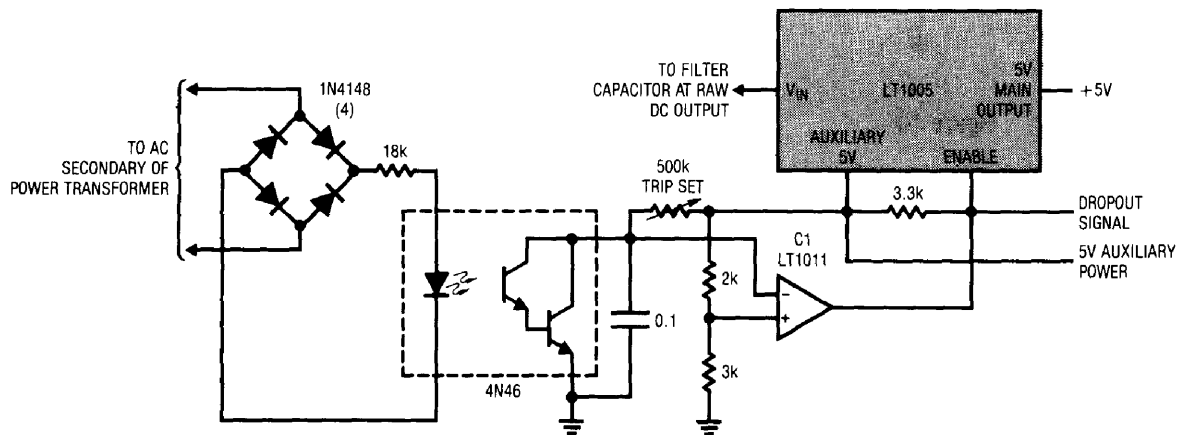 1N4148
(4)
TO AC
SECONDARY OF
POWER TRANSFORMER
18k
4N46
TO FILTER
CAPACITOR AT RAW
DC OUTPUT
VIN
LT1005
5V
MAIN
OUTPUT
+5V
AUXILIARY
5V
ENABLE
500k
TRIP SET
3.3k
DROPOUT
SIGNAL
5V AUXILIARY
POWER
C1
LT1011
2k
−
+
0.1
3k